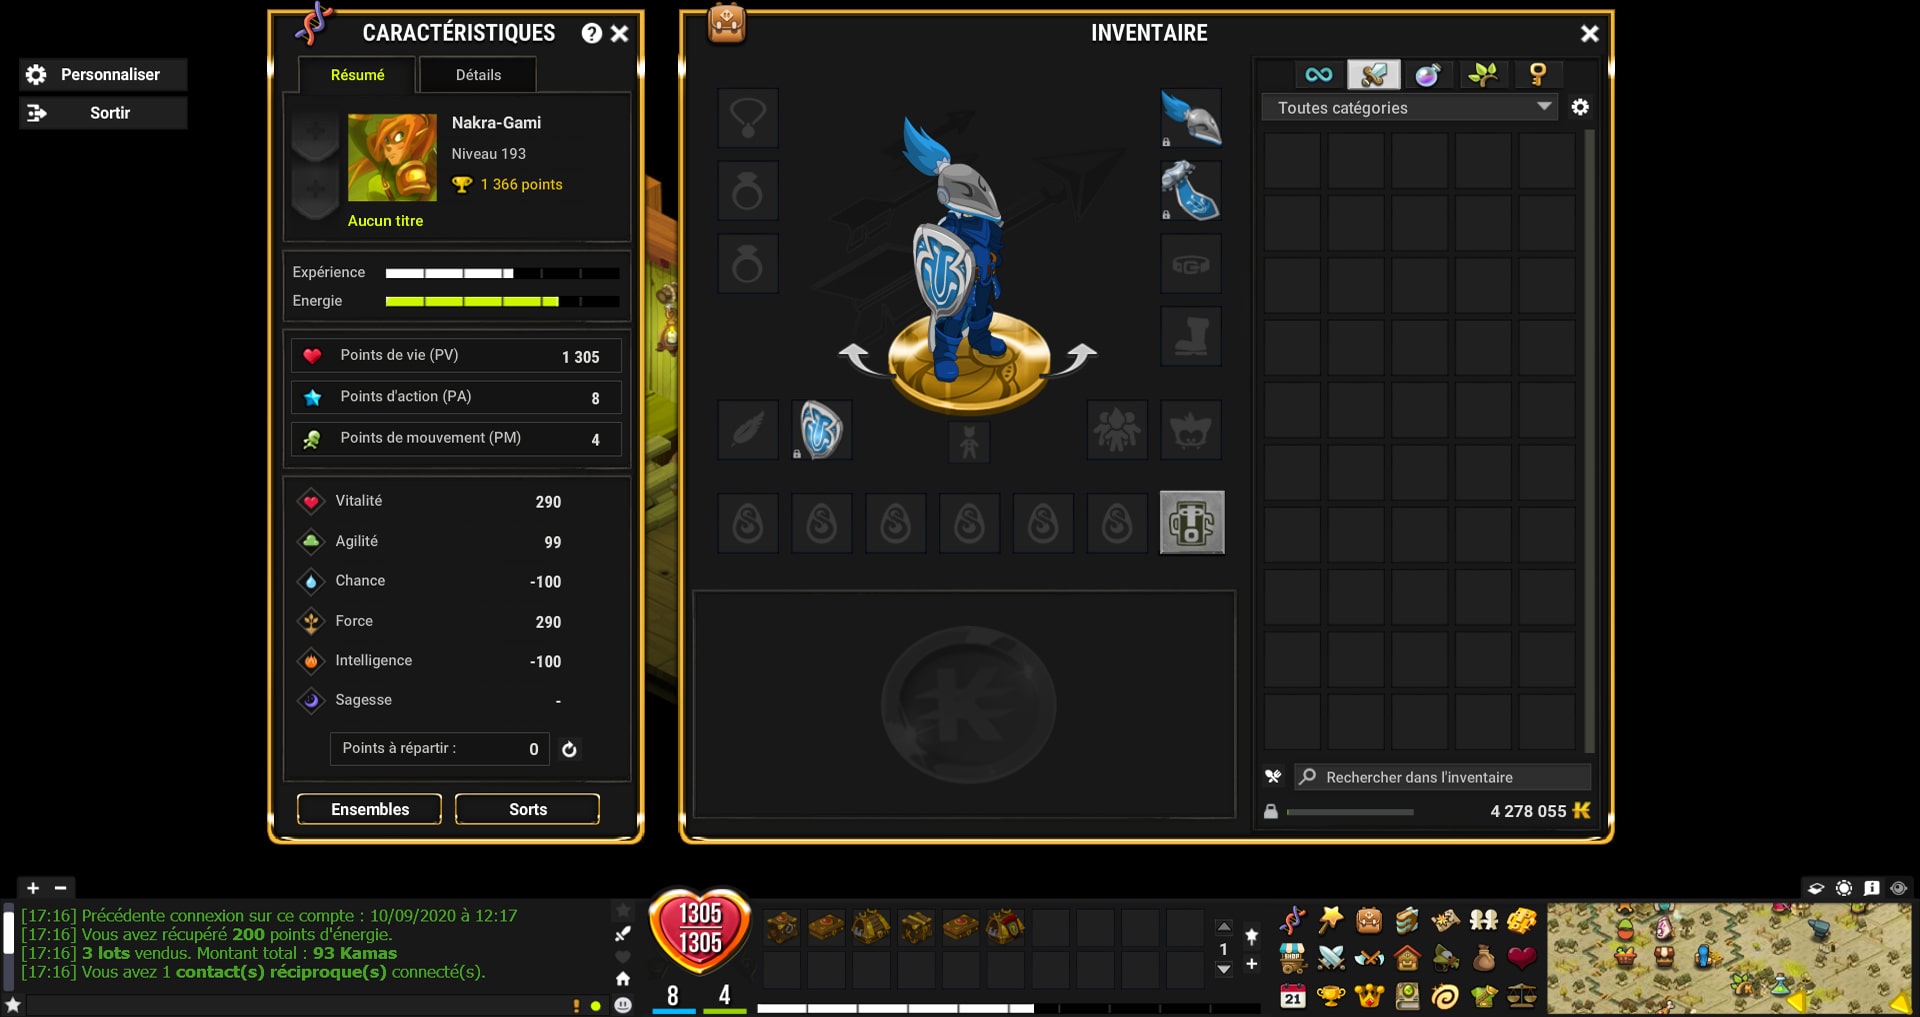 CARACTÉRISTIQUES
?
INVENTAIRE
Personnaliser
Sortir
Résumé
Détails
Nakra-Gami
Niveau 193
1 366 points
Aucun titre
Expérience
Energie
Points de vie (PV) 1 305
Points d'action (PA) 8
Points de mouvement (PM) 4
Vitalité 290
Agilité 99
Chance -100
Force 290
Intelligence -100
Sagesse -
Points à répartir : 0
Ensembles
Sorts
Toutes catégories
Rechercher dans l'inventaire
4 278 055
[17:16] Précédente connexion sur ce compte : 10/09/2020 à 12:17
[17:16] Vous avez récupéré 200 points d'énergie.
[17:16] 3 lots vendus. Montant total : 93 Kamas
[17:16] Vous avez 1 contact(s) réciproque(s) connecté(s).
1305
1305
8 4
1
SHOP
21